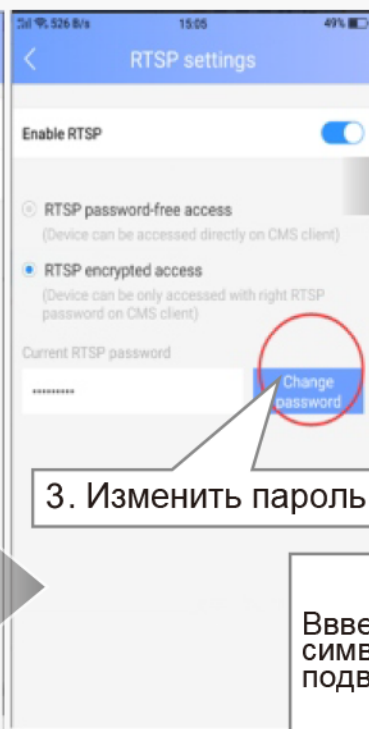 526 B/s 15:05 49%
RTSP settings
Enable RTSP
RTSP password-free access
(Device can be accessed directly on CMS client)
RTSP encrypted access
(Device can be only accessed with right RTSP
password on CMS client)
Current RTSP password
•••••••••
Change
password
3. Изменить пароль